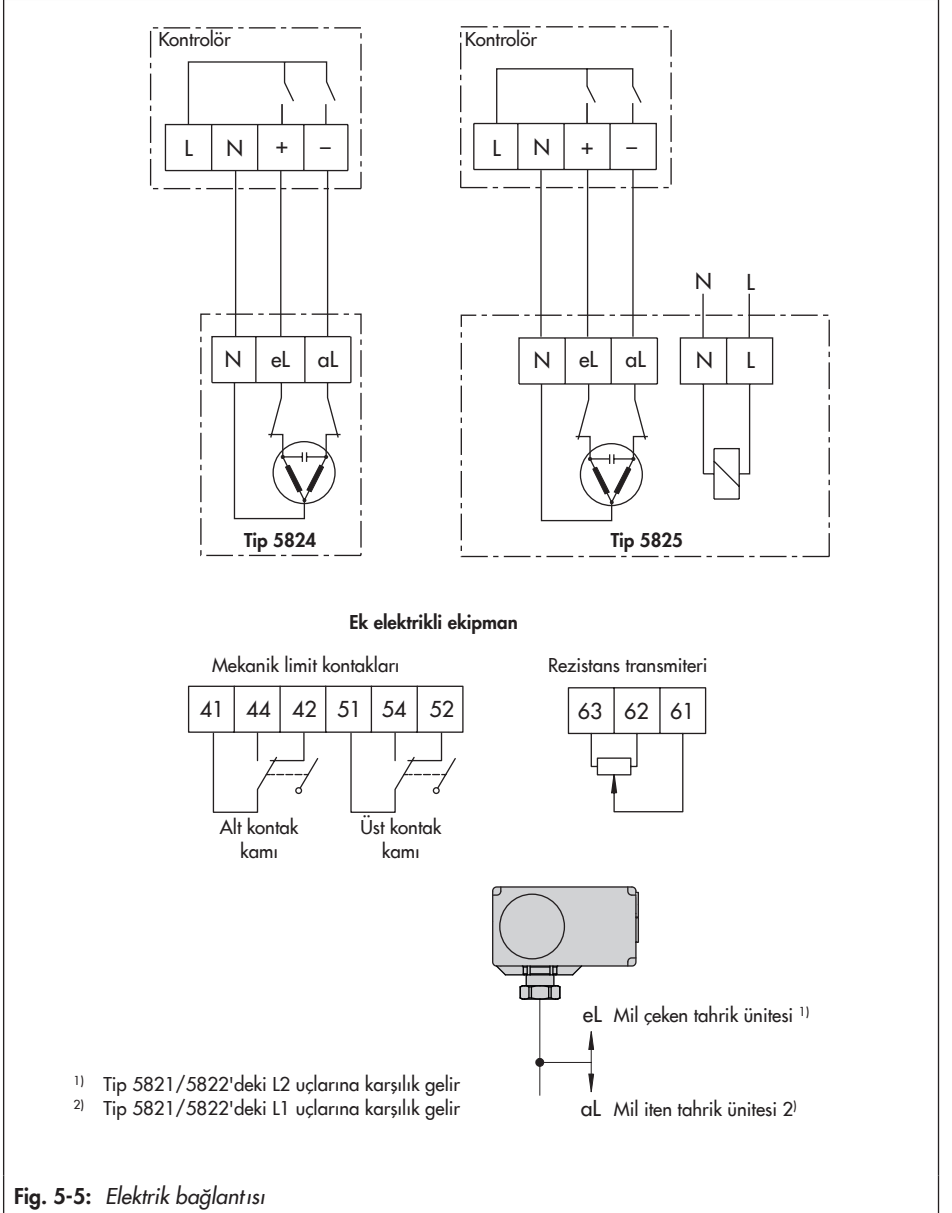 Kontrolör
L N + –
N eL aL
Tip 5824
Kontrolör
L N + –
N L
N eL aL N L
Tip 5825
Ek elektrikli ekipman
Mekanik limit kontakları
41 44 42 51 54 52
Alt kontak
kamı
Üst kontak
kamı
Rezistans transmiteri
63 62 61
eL Mil çeken tahrik ünitesi 1)
aL Mil iten tahrik ünitesi 2)
1) Tip 5821/5822'deki L2 uçlarına karşılık gelir
2) Tip 5821/5822'deki L1 uçlarına karşılık gelir
Fig. 5-5: Elektrik bağlantısı